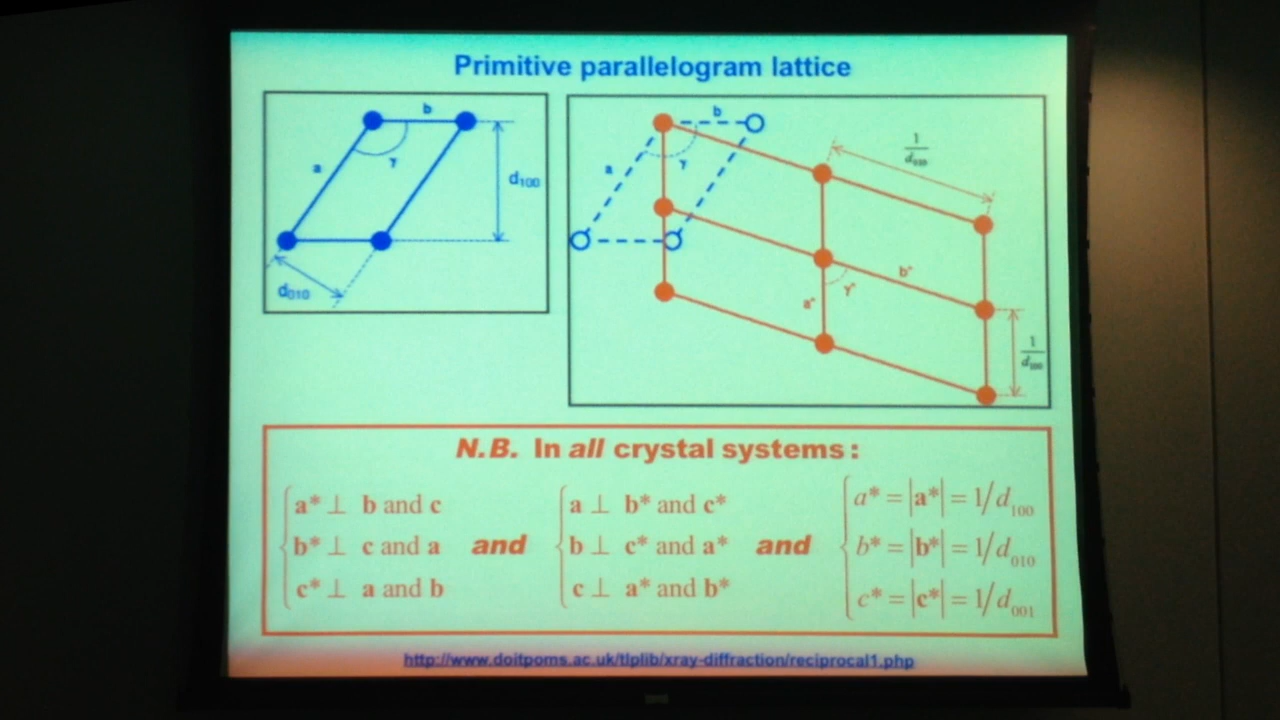 Primitive parallelogram lattice
b
a
γ
d100
d010
b
a
γ
1/d010
b*
a*
γ*
1/d100
N.B. In all crystal systems:
a* ⊥ b and c
b* ⊥ c and a
c* ⊥ a and b
and
a ⊥ b* and c*
b ⊥ c* and a*
c ⊥ a* and b*
and
a* = |a*| = 1/d100
b* = |b*| = 1/d010
c* = |c*| = 1/d001
http://www.doitpoms.ac.uk/tlplib/xray-diffraction/reciprocal1.php